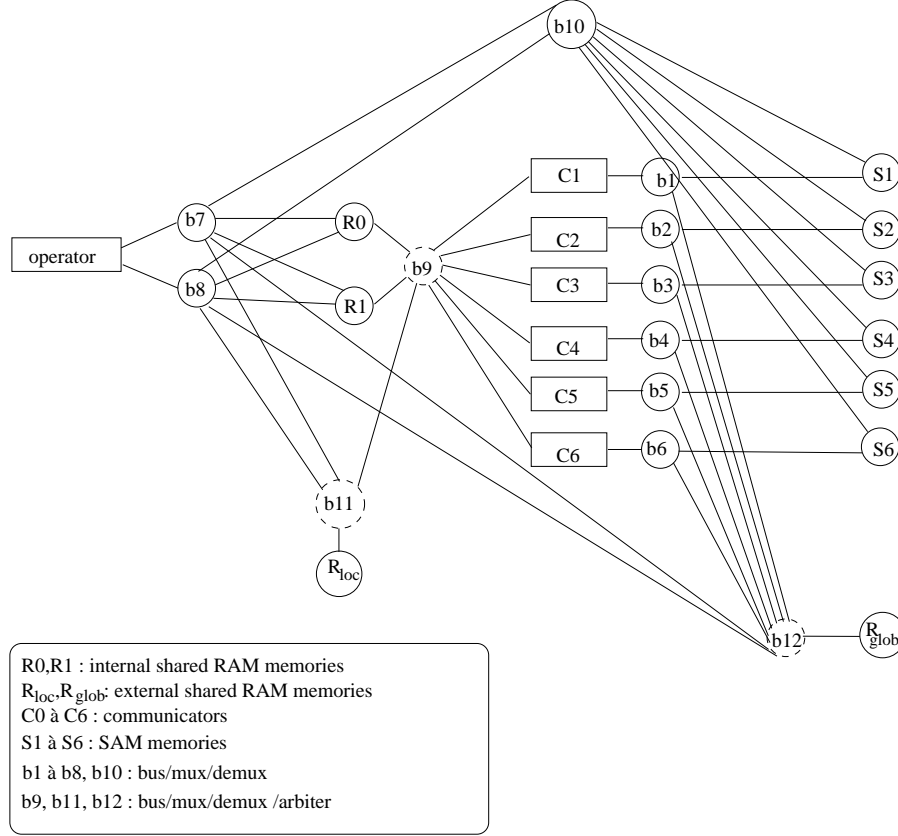 b10
C1
b1
S1
b7
R0
C2
b2
S2
operator
b9
b8
R1
C3
b3
S3
C4
b4
S4
C5
b5
S5
C6
b6
S6
b11
Rloc
b12
Rglob
R0,R1 : internal shared RAM memories
Rloc,Rglob: external shared RAM memories
C0 à C6 : communicators
S1 à S6 : SAM memories
b1 à b8, b10 : bus/mux/demux
b9, b11, b12 : bus/mux/demux /arbiter